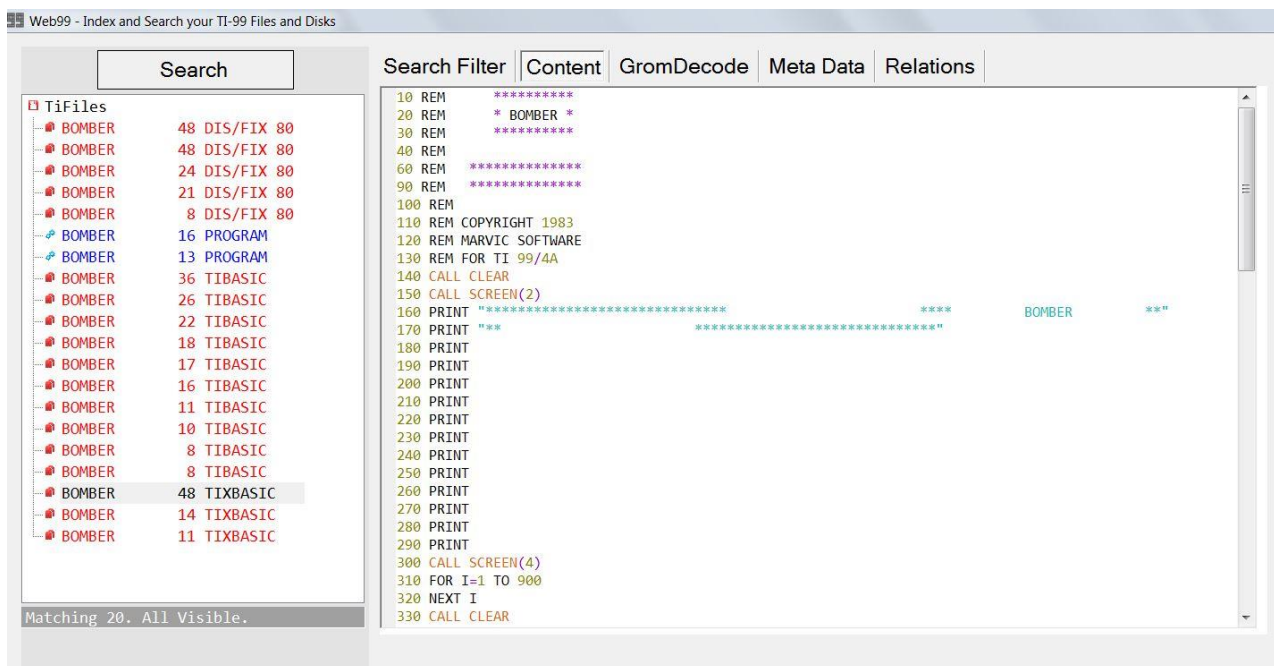 Web99 - Index and Search your TI-99 Files and Disks
Search
TiFiles
BOMBER 48 DIS/FIX 80
BOMBER 48 DIS/FIX 80
BOMBER 24 DIS/FIX 80
BOMBER 21 DIS/FIX 80
BOMBER 8 DIS/FIX 80
BOMBER 16 PROGRAM
BOMBER 13 PROGRAM
BOMBER 36 TIBASIC
BOMBER 26 TIBASIC
BOMBER 22 TIBASIC
BOMBER 18 TIBASIC
BOMBER 17 TIBASIC
BOMBER 16 TIBASIC
BOMBER 11 TIBASIC
BOMBER 10 TIBASIC
BOMBER 8 TIBASIC
BOMBER 8 TIBASIC
BOMBER 48 TIXBASIC
BOMBER 14 TIXBASIC
BOMBER 11 TIXBASIC
Matching 20. All Visible.
Search Filter Content GromDecode Meta Data Relations
10 REM **********
20 REM * BOMBER *
30 REM **********
40 REM
60 REM **************
90 REM **************
100 REM
110 REM COPYRIGHT 1983
120 REM MARVIC SOFTWARE
130 REM FOR TI 99/4A
140 CALL CLEAR
150 CALL SCREEN(2)
160 PRINT "****************************** **** BOMBER **"
170 PRINT "** ******************************"
180 PRINT
190 PRINT
200 PRINT
210 PRINT
220 PRINT
230 PRINT
240 PRINT
250 PRINT
260 PRINT
270 PRINT
280 PRINT
290 PRINT
300 CALL SCREEN(4)
310 FOR I=1 TO 900
320 NEXT I
330 CALL CLEAR